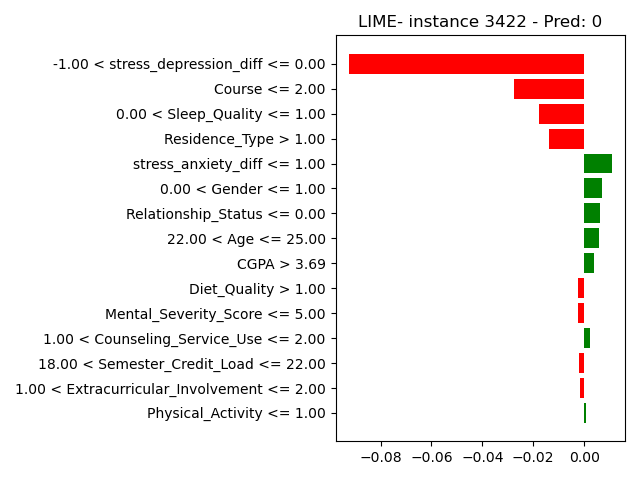 LIME- instance 3422 - Pred: 0
-1.00 < stress_depression_diff <= 0.00
Course <= 2.00
0.00 < Sleep_Quality <= 1.00
Residence_Type > 1.00
stress_anxiety_diff <= 1.00
0.00 < Gender <= 1.00
Relationship_Status <= 0.00
22.00 < Age <= 25.00
CGPA > 3.69
Diet_Quality > 1.00
Mental_Severity_Score <= 5.00
1.00 < Counseling_Service_Use <= 2.00
18.00 < Semester_Credit_Load <= 22.00
1.00 < Extracurricular_Involvement <= 2.00
Physical_Activity <= 1.00
−0.08 −0.06 −0.04 −0.02 0.00